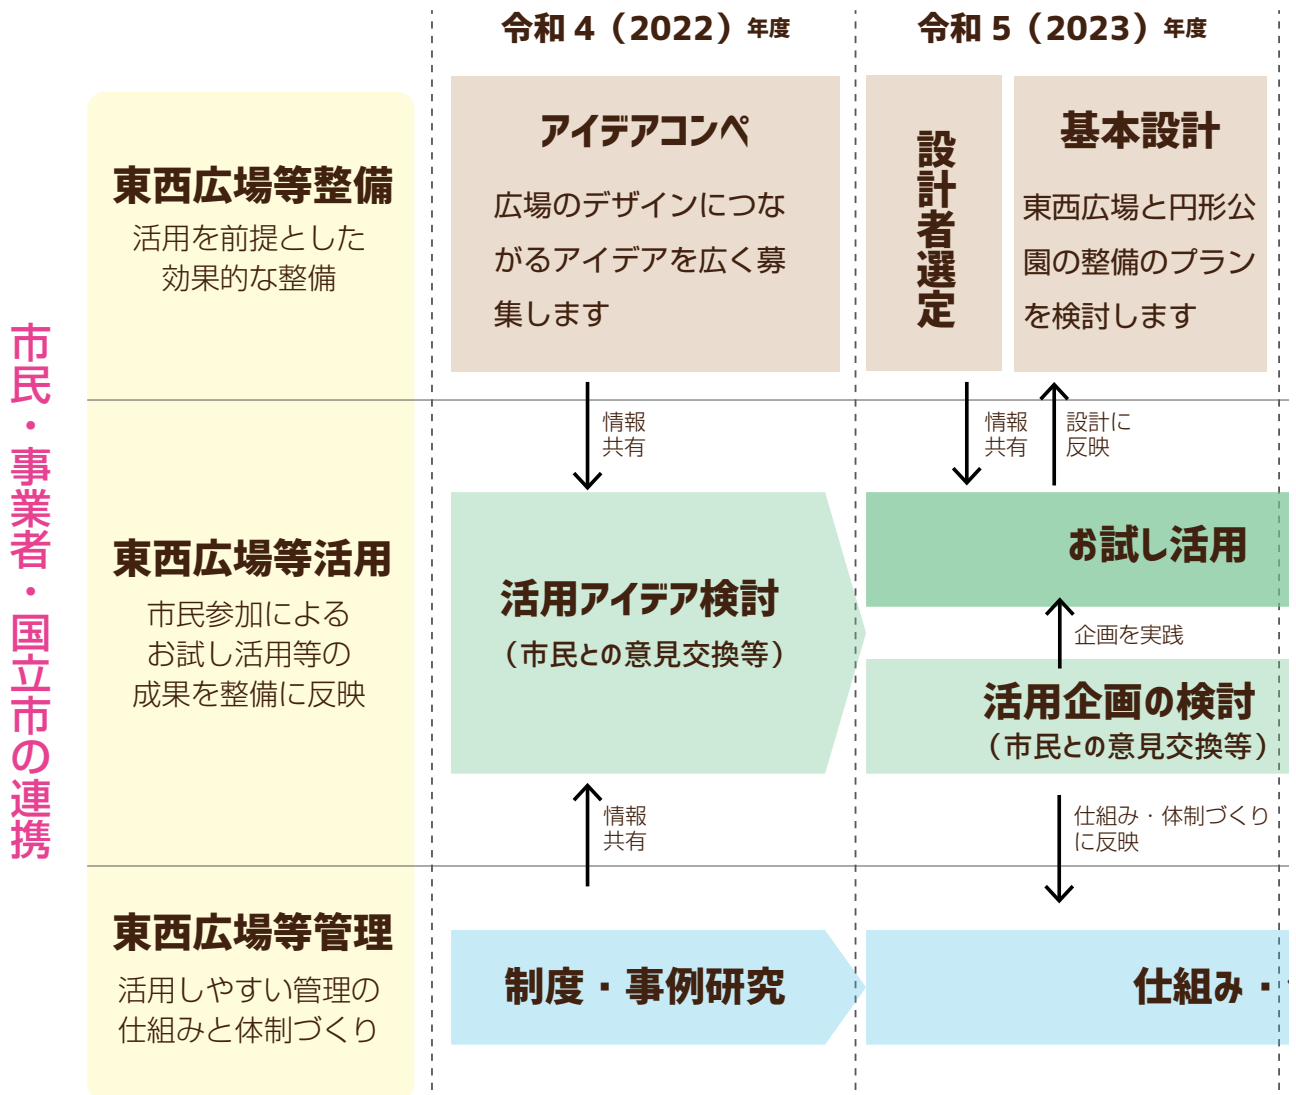 令和 4（2022）年度
令和 5（2023）年度
市民・事業者・国立市の連携
東西広場等整備
活用を前提とした
効果的な整備
アイデアコンペ
広場のデザインにつな
がるアイデアを広く募
集します
設計者選定
基本設計
東西広場と円形公
園の整備のプラン
を検討します
情報
共有
情報
共有
設計に
反映
東西広場等活用
市民参加による
お試し活用等の
成果を整備に反映
活用アイデア検討
（市民との意見交換等）
お試し活用
企画を実践
活用企画の検討
（市民との意見交換等）
情報
共有
仕組み・体制づくり
に反映
東西広場等管理
活用しやすい管理の
仕組みと体制づくり
制度・事例研究
仕組み・